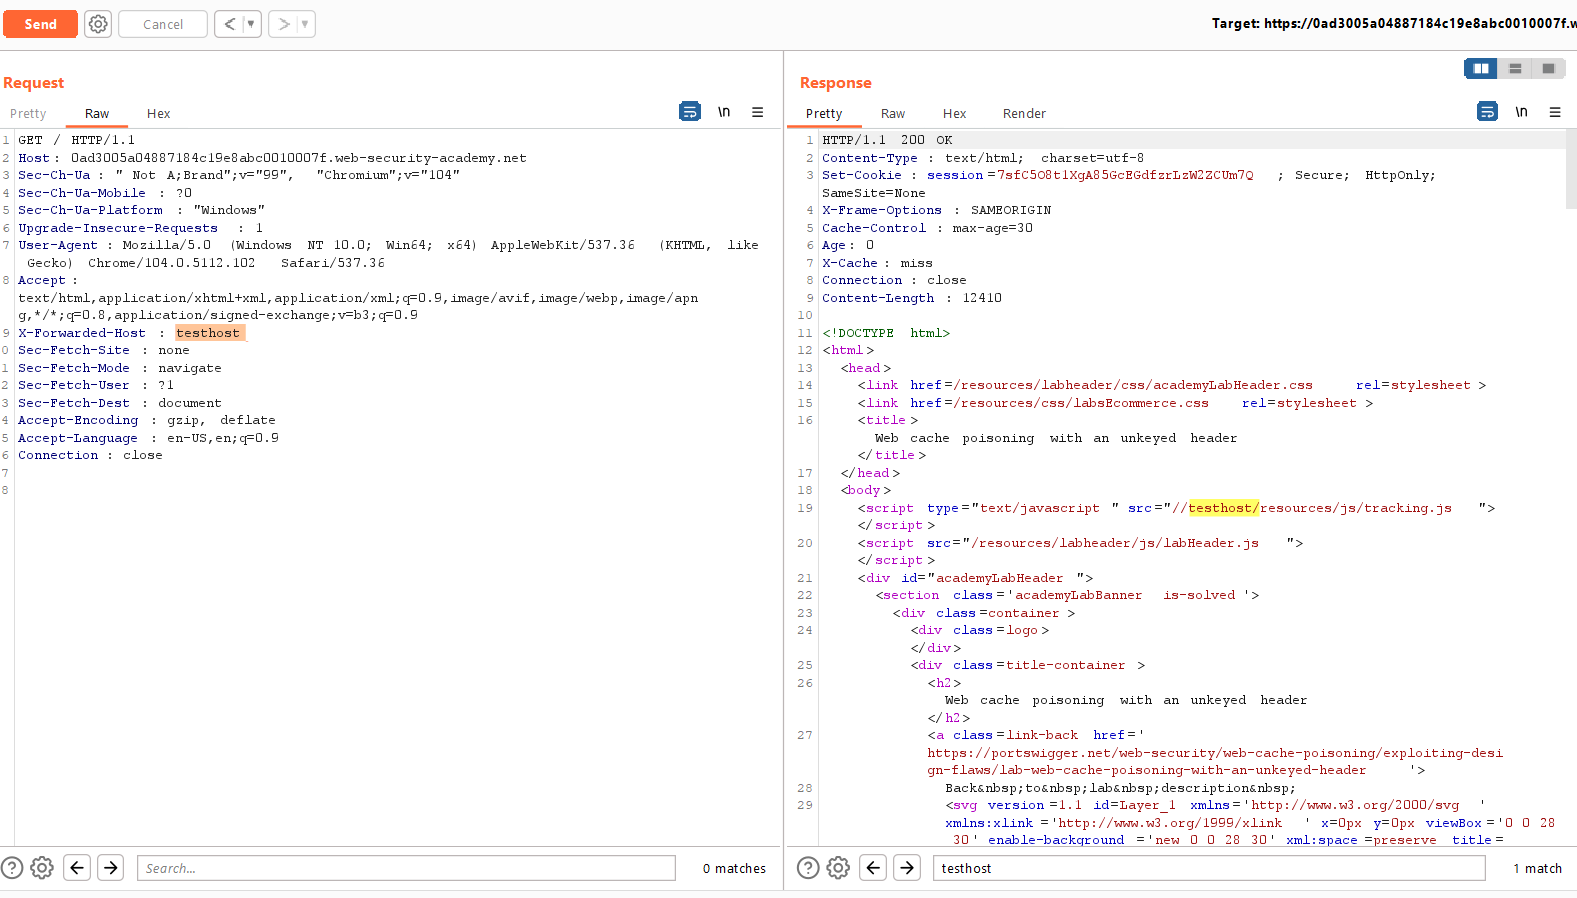 Send Cancel < ▼ > ▼ Target: https://0ad3005a04887184c19e8abc0010007f.w
Request
Pretty Raw Hex \n
1 GET / HTTP/1.1
2 Host: 0ad3005a04887184c19e8abc0010007f.web-security-academy.net
3 Sec-Ch-Ua : " Not A;Brand";v="99", "Chromium";v="104"
4 Sec-Ch-Ua-Mobile : ?0
5 Sec-Ch-Ua-Platform : "Windows"
6 Upgrade-Insecure-Requests : 1
7 User-Agent : Mozilla/5.0 (Windows NT 10.0; Win64; x64) AppleWebKit/537.36 (KHTML, like
Gecko) Chrome/104.0.5112.102 Safari/537.36
8 Accept :
text/html,application/xhtml+xml,application/xml;q=0.9,image/avif,image/webp,image/apn
g,*/*;q=0.8,application/signed-exchange;v=b3;q=0.9
9 X-Forwarded-Host : testhost
0 Sec-Fetch-Site : none
1 Sec-Fetch-Mode : navigate
2 Sec-Fetch-User : ?1
3 Sec-Fetch-Dest : document
4 Accept-Encoding : gzip, deflate
5 Accept-Language : en-US,en;q=0.9
6 Connection : close
7
8
Search... 0 matches
Response
Pretty Raw Hex Render \n
1 HTTP/1.1 200 OK
2 Content-Type : text/html; charset=utf-8
3 Set-Cookie : session=7sfC5O8t1XgA85GcEGdfzrLzW2ZCUm7Q ; Secure; HttpOnly;
SameSite=None
4 X-Frame-Options : SAMEORIGIN
5 Cache-Control : max-age=30
6 Age: 0
7 X-Cache : miss
8 Connection : close
9 Content-Length : 12410
10
11 <!DOCTYPE html>
12 <html>
13 <head>
14 <link href=/resources/labheader/css/academyLabHeader.css rel=stylesheet >
15 <link href=/resources/css/labsEcommerce.css rel=stylesheet >
16 <title>
Web cache poisoning with an unkeyed header
</title>
17 </head>
18 <body>
19 <script type="text/javascript " src="//testhost/resources/js/tracking.js ">
</script>
20 <script src="/resources/labheader/js/labHeader.js ">
</script>
21 <div id="academyLabHeader ">
22 <section class='academyLabBanner is-solved '>
23 <div class=container >
24 <div class=logo>
</div>
25 <div class=title-container >
26 <h2>
Web cache poisoning with an unkeyed header
</h2>
27 <a class=link-back href='
https://portswigger.net/web-security/web-cache-poisoning/exploiting-desi
gn-flaws/lab-web-cache-poisoning-with-an-unkeyed-header '>
28 Back&nbsp;to&nbsp;lab&nbsp;description&nbsp;
29 <svg version=1.1 id=Layer_1 xmlns='http://www.w3.org/2000/svg '
xmlns:xlink='http://www.w3.org/1999/xlink ' x=0px y=0px viewBox='0 0 28
30' enable-background ='new 0 0 28 30' xml:space=preserve title=
testhost 1 match